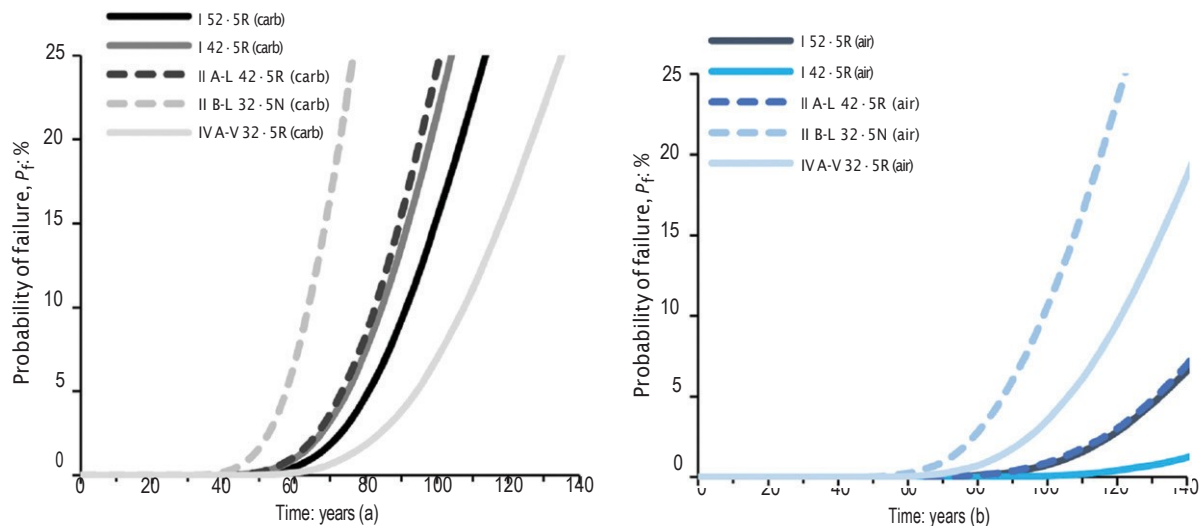 I 52·5R (carb)
I 42·5R (carb)
II A-L 42·5R (carb)
II B-L 32·5N (carb)
IV A-V 32·5R (carb)
25
20
15
10
5
0
Probability of failure, Pf: %
0 20 40 60 80 100 120 140
Time: years (a)
I 52·5R (air)
I 42·5R (air)
II A-L 42·5R (air)
II B-L 32·5N (air)
IV A-V 32·5R (air)
25
20
15
10
5
0
Probability of failure, Pf: %
0 20 40 60 80 100 120 140
Time: years (b)